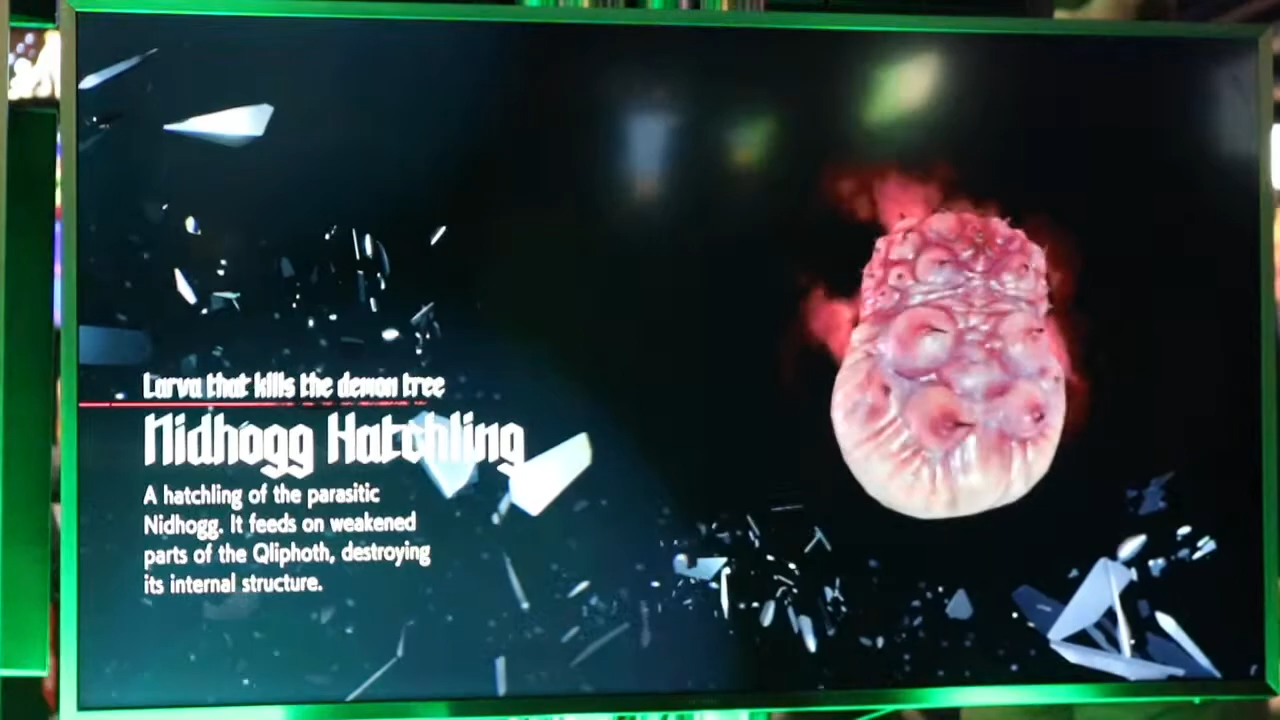 Larva that kills the demon tree
Nidhogg Hatchling
A hatchling of the parasitic
Nidhogg. It feeds on weakened
parts of the Qliphoth, destroying
its internal structure.